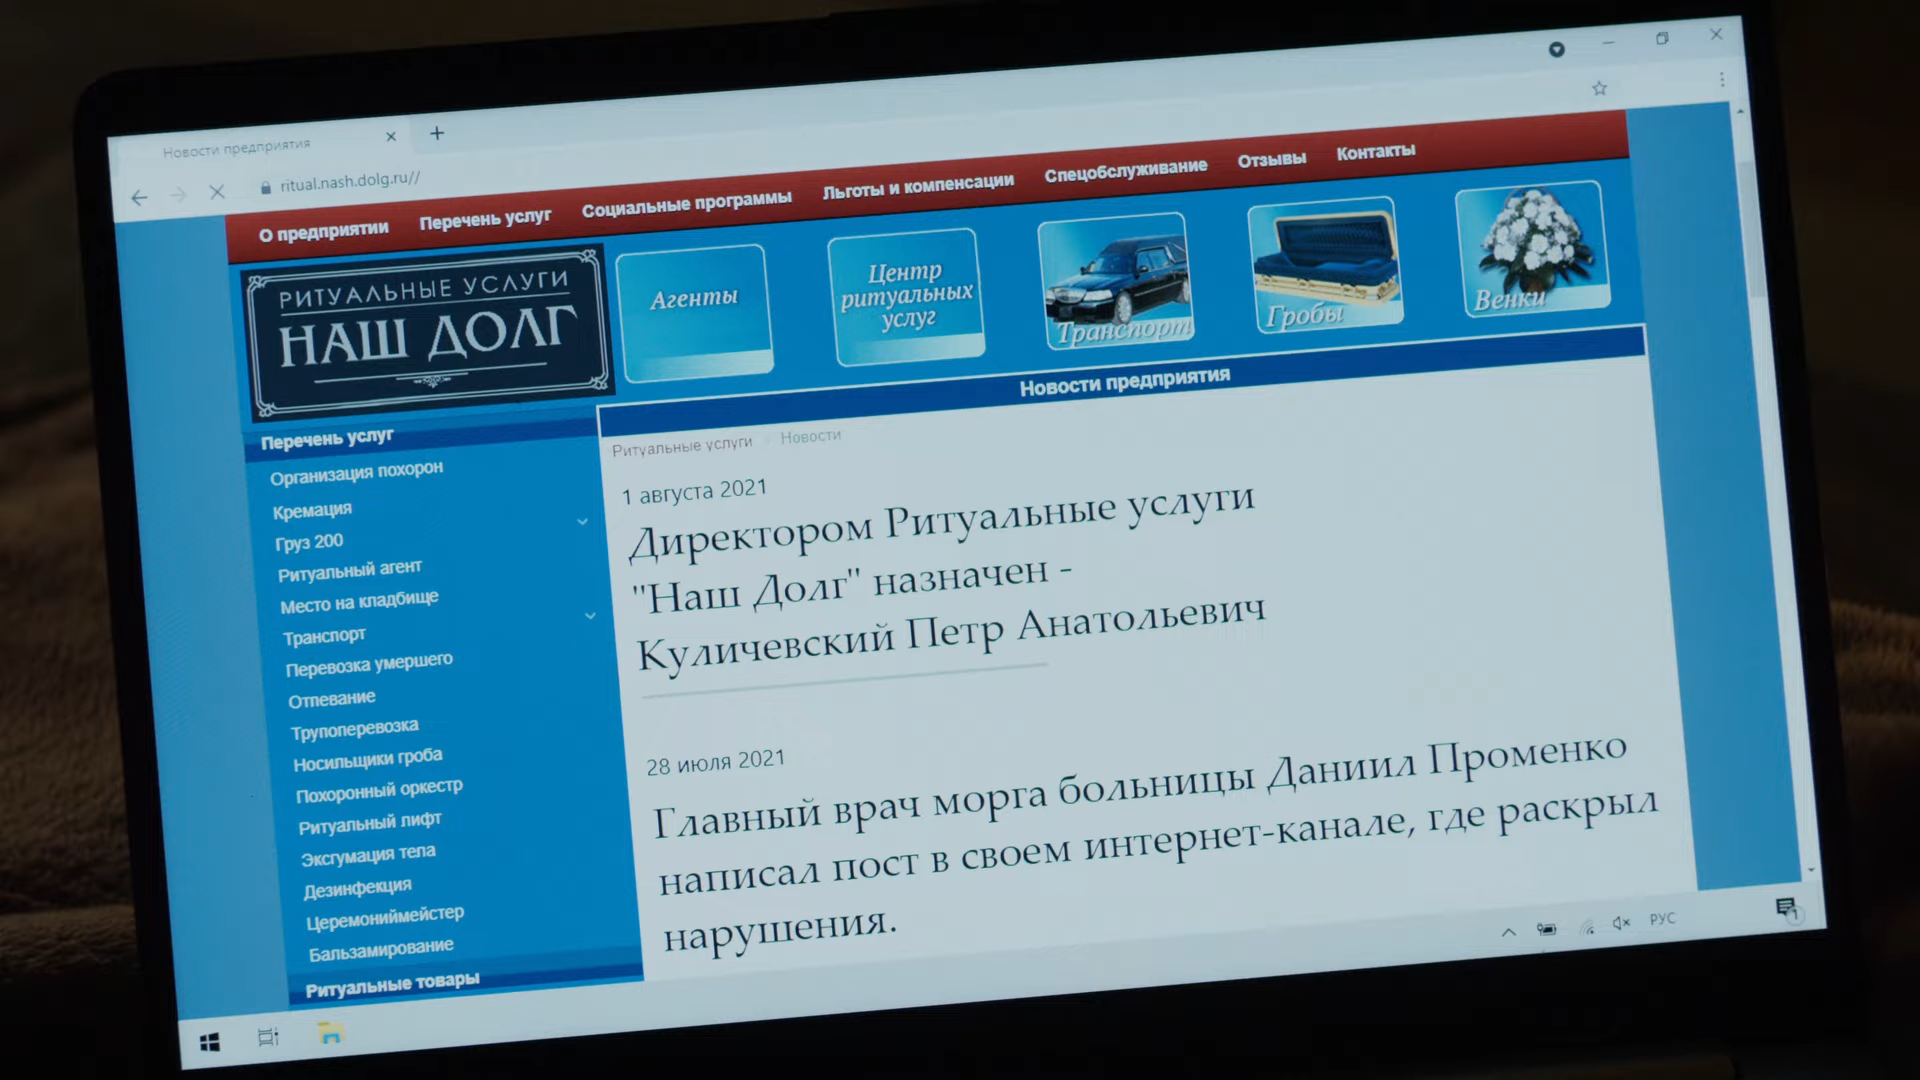 Новости предприятия
ritual.nash.dolg.ru//
О предприятии Перечень услуг Социальные программы Льготы и компенсации Спецобслуживание Отзывы Контакты
РИТУАЛЬНЫЕ УСЛУГИ
НАШ ДОЛГ
Агенты
Центр
ритуальных
услуг
Транспорт
Гробы
Венки
Новости предприятия
Перечень услуг
Организация похорон
Кремация
Груз 200
Ритуальный агент
Место на кладбище
Транспорт
Перевозка умершего
Отпевание
Трупоперевозка
Носильщики гроба
Похоронный оркестр
Ритуальный лифт
Эксгумация тела
Дезинфекция
Церемониймейстер
Бальзамирование
Ритуальные товары
Ритуальные услуги Новости
1 августа 2021
Директором Ритуальные услуги
"Наш Долг" назначен -
Куличевский Петр Анатольевич
28 июля 2021
Главный врач морга больницы Даниил Променко
написал пост в своем интернет-канале, где раскрыл
нарушения.
РУС
1